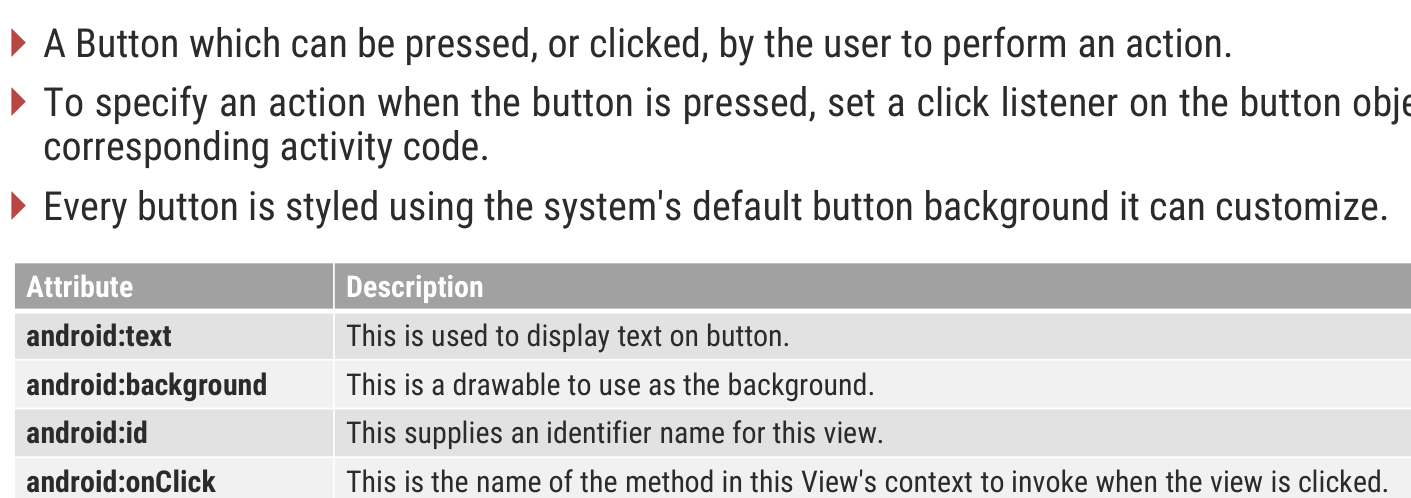 A Button which can be pressed, or clicked, by the user to perform an action.
To specify an action when the button is pressed, set a click listener on the button
corresponding activity code.
Every button is styled using the system's default button background it can customize.
Attribute Description
android:text This is used to display text on button.
android:background This is a drawable to use as the background.
android:id This supplies an identifier name for this view.
android:onClick This is the name of the method in this View's context to invoke when the view is clicked.